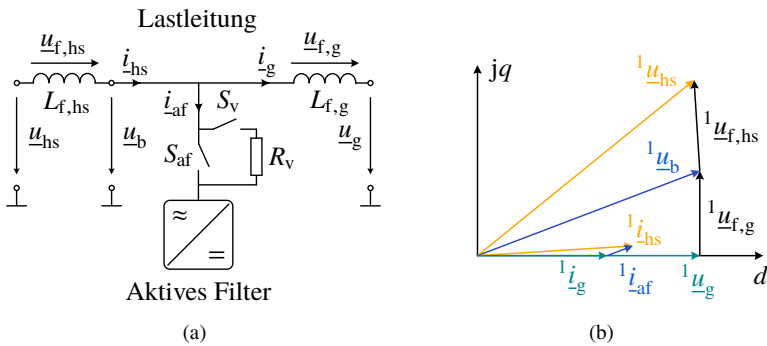 Lastleitung
u_f,hs
i_hs
i_g
u_f,g
L_f,hs
i_af
S_v
L_f,g
u_hs
u_b
S_af
R_v
u_g
≈
=
Aktives Filter
(a)
jq
¹u_hs
¹u_f,hs
¹u_b
¹u_f,g
¹i_hs
¹i_g
¹i_af
¹u_g
d
(b)